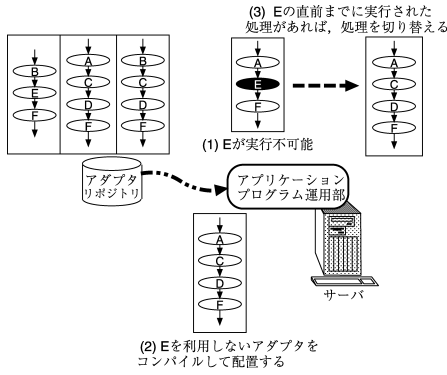 (3) Eの直前までに実行された
処理があれば，処理を切り替える
B
E
F
A
C
D
F
B
C
D
F
A
E
F
A
C
D
F
(1) Eが実行不可能
アダプタ
リポジトリ
アプリケーション
プログラム運用部
A
C
D
F
サーバ
(2) Eを利用しないアダプタを
コンパイルして配置する